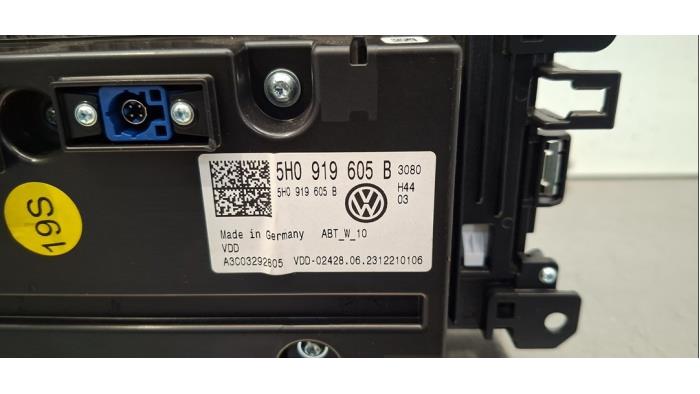 5H0 919 605 B 3080
5H0 919 605 B H44
03
Made in Germany ABT_W_10
VDD
A3C03292805 VDD-02428.06.2312210106
19S